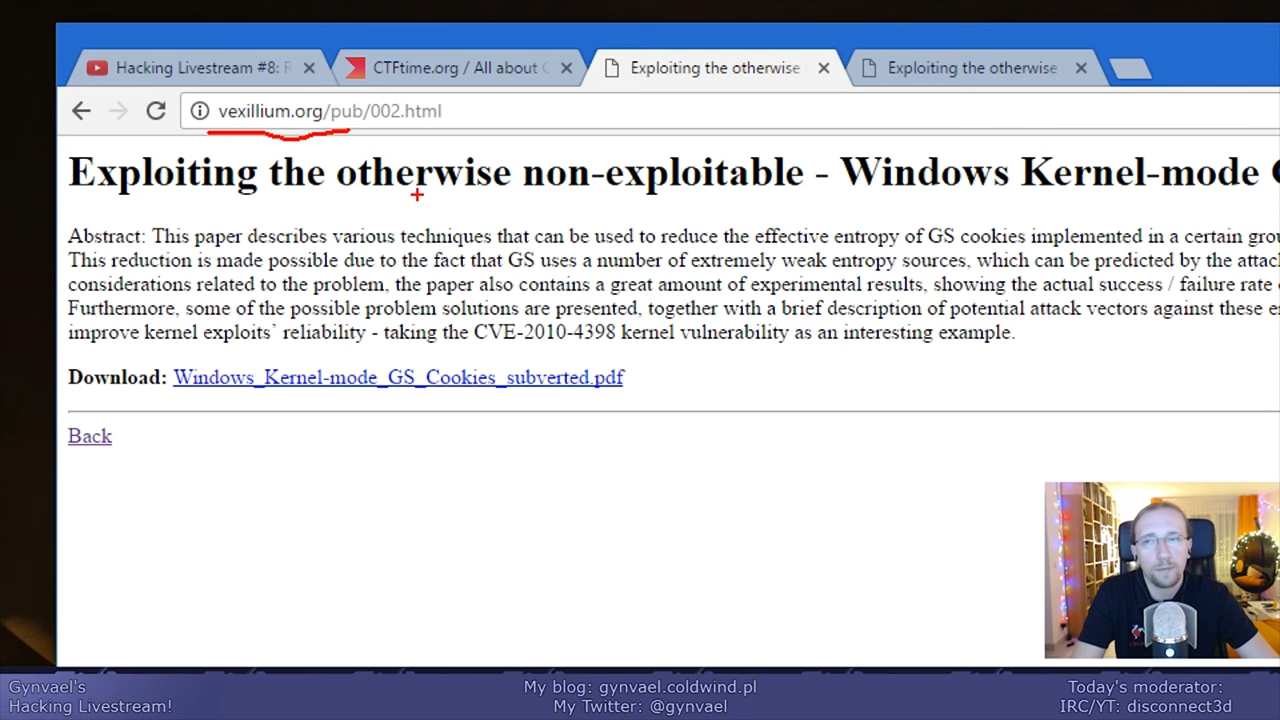 Hacking Livestream #8: R
CTFtime.org / All about C
Exploiting the otherwise
Exploiting the otherwise
vexillium.org/pub/002.html
Exploiting the otherwise non-exploitable - Windows Kernel-mode
Abstract: This paper describes various techniques that can be used to reduce the effective entropy of GS cookies implemented in a certain grou
This reduction is made possible due to the fact that GS uses a number of extremely weak entropy sources, which can be predicted by the attac
considerations related to the problem, the paper also contains a great amount of experimental results, showing the actual success / failure rate
Furthermore, some of the possible problem solutions are presented, together with a brief description of potential attack vectors against these e
improve kernel exploits’ reliability - taking the CVE-2010-4398 kernel vulnerability as an interesting example.
Download: Windows_Kernel-mode_GS_Cookies_subverted.pdf
Back
Gynvael's
Hacking Livestream!
My blog: gynvael.coldwind.pl
My Twitter: @gynvael
Today's moderator:
IRC/YT: disconnect3d